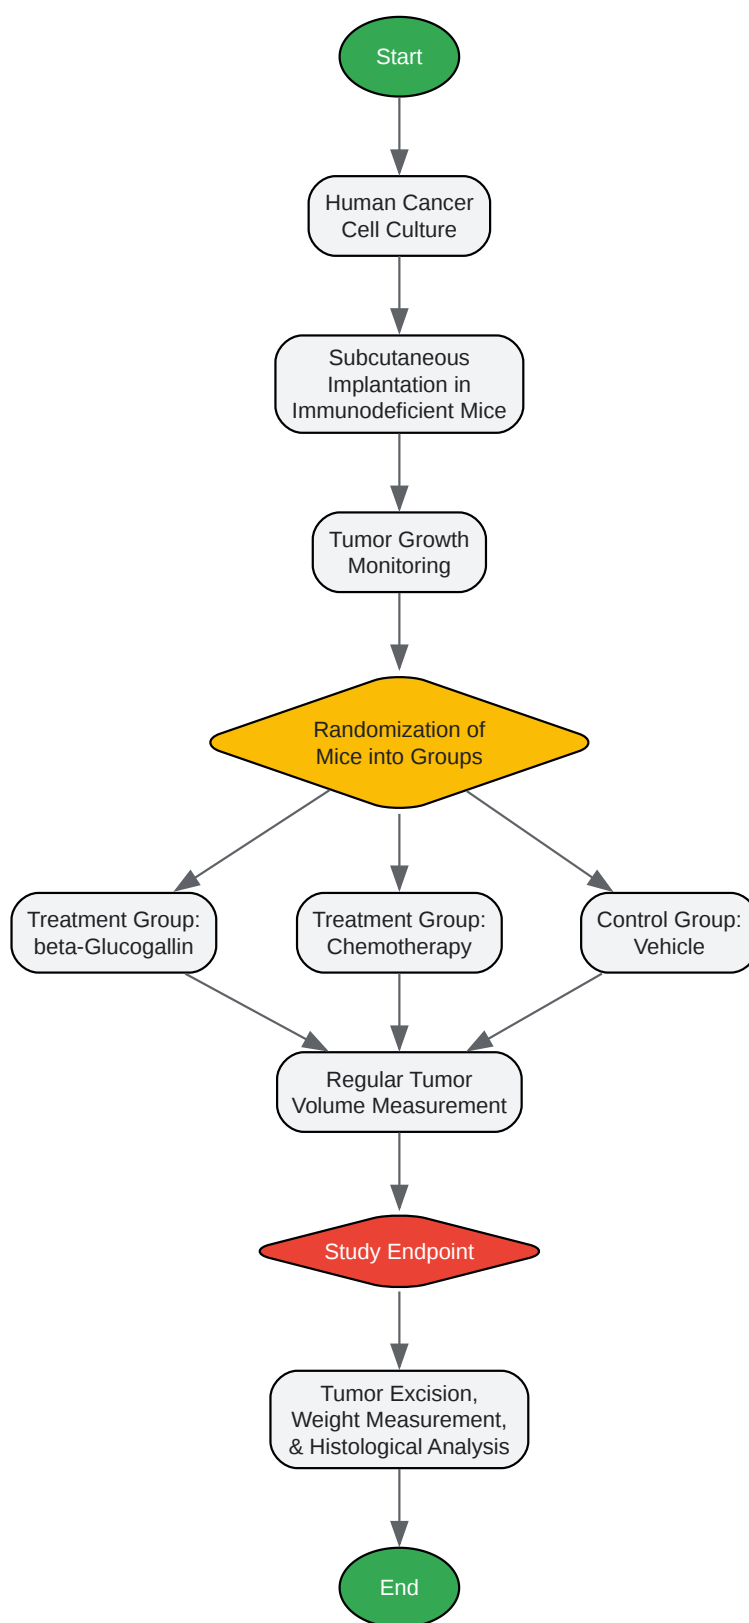 Start
Human Cancer
Cell Culture
Subcutaneous
Implantation in
Immunodeficient Mice
Tumor Growth
Monitoring
Randomization of
Mice into Groups
Treatment Group:
beta-Glucogallin
Treatment Group:
Chemotherapy
Control Group:
Vehicle
Regular Tumor
Volume Measurement
Study Endpoint
Tumor Excision,
Weight Measurement,
& Histological Analysis
End